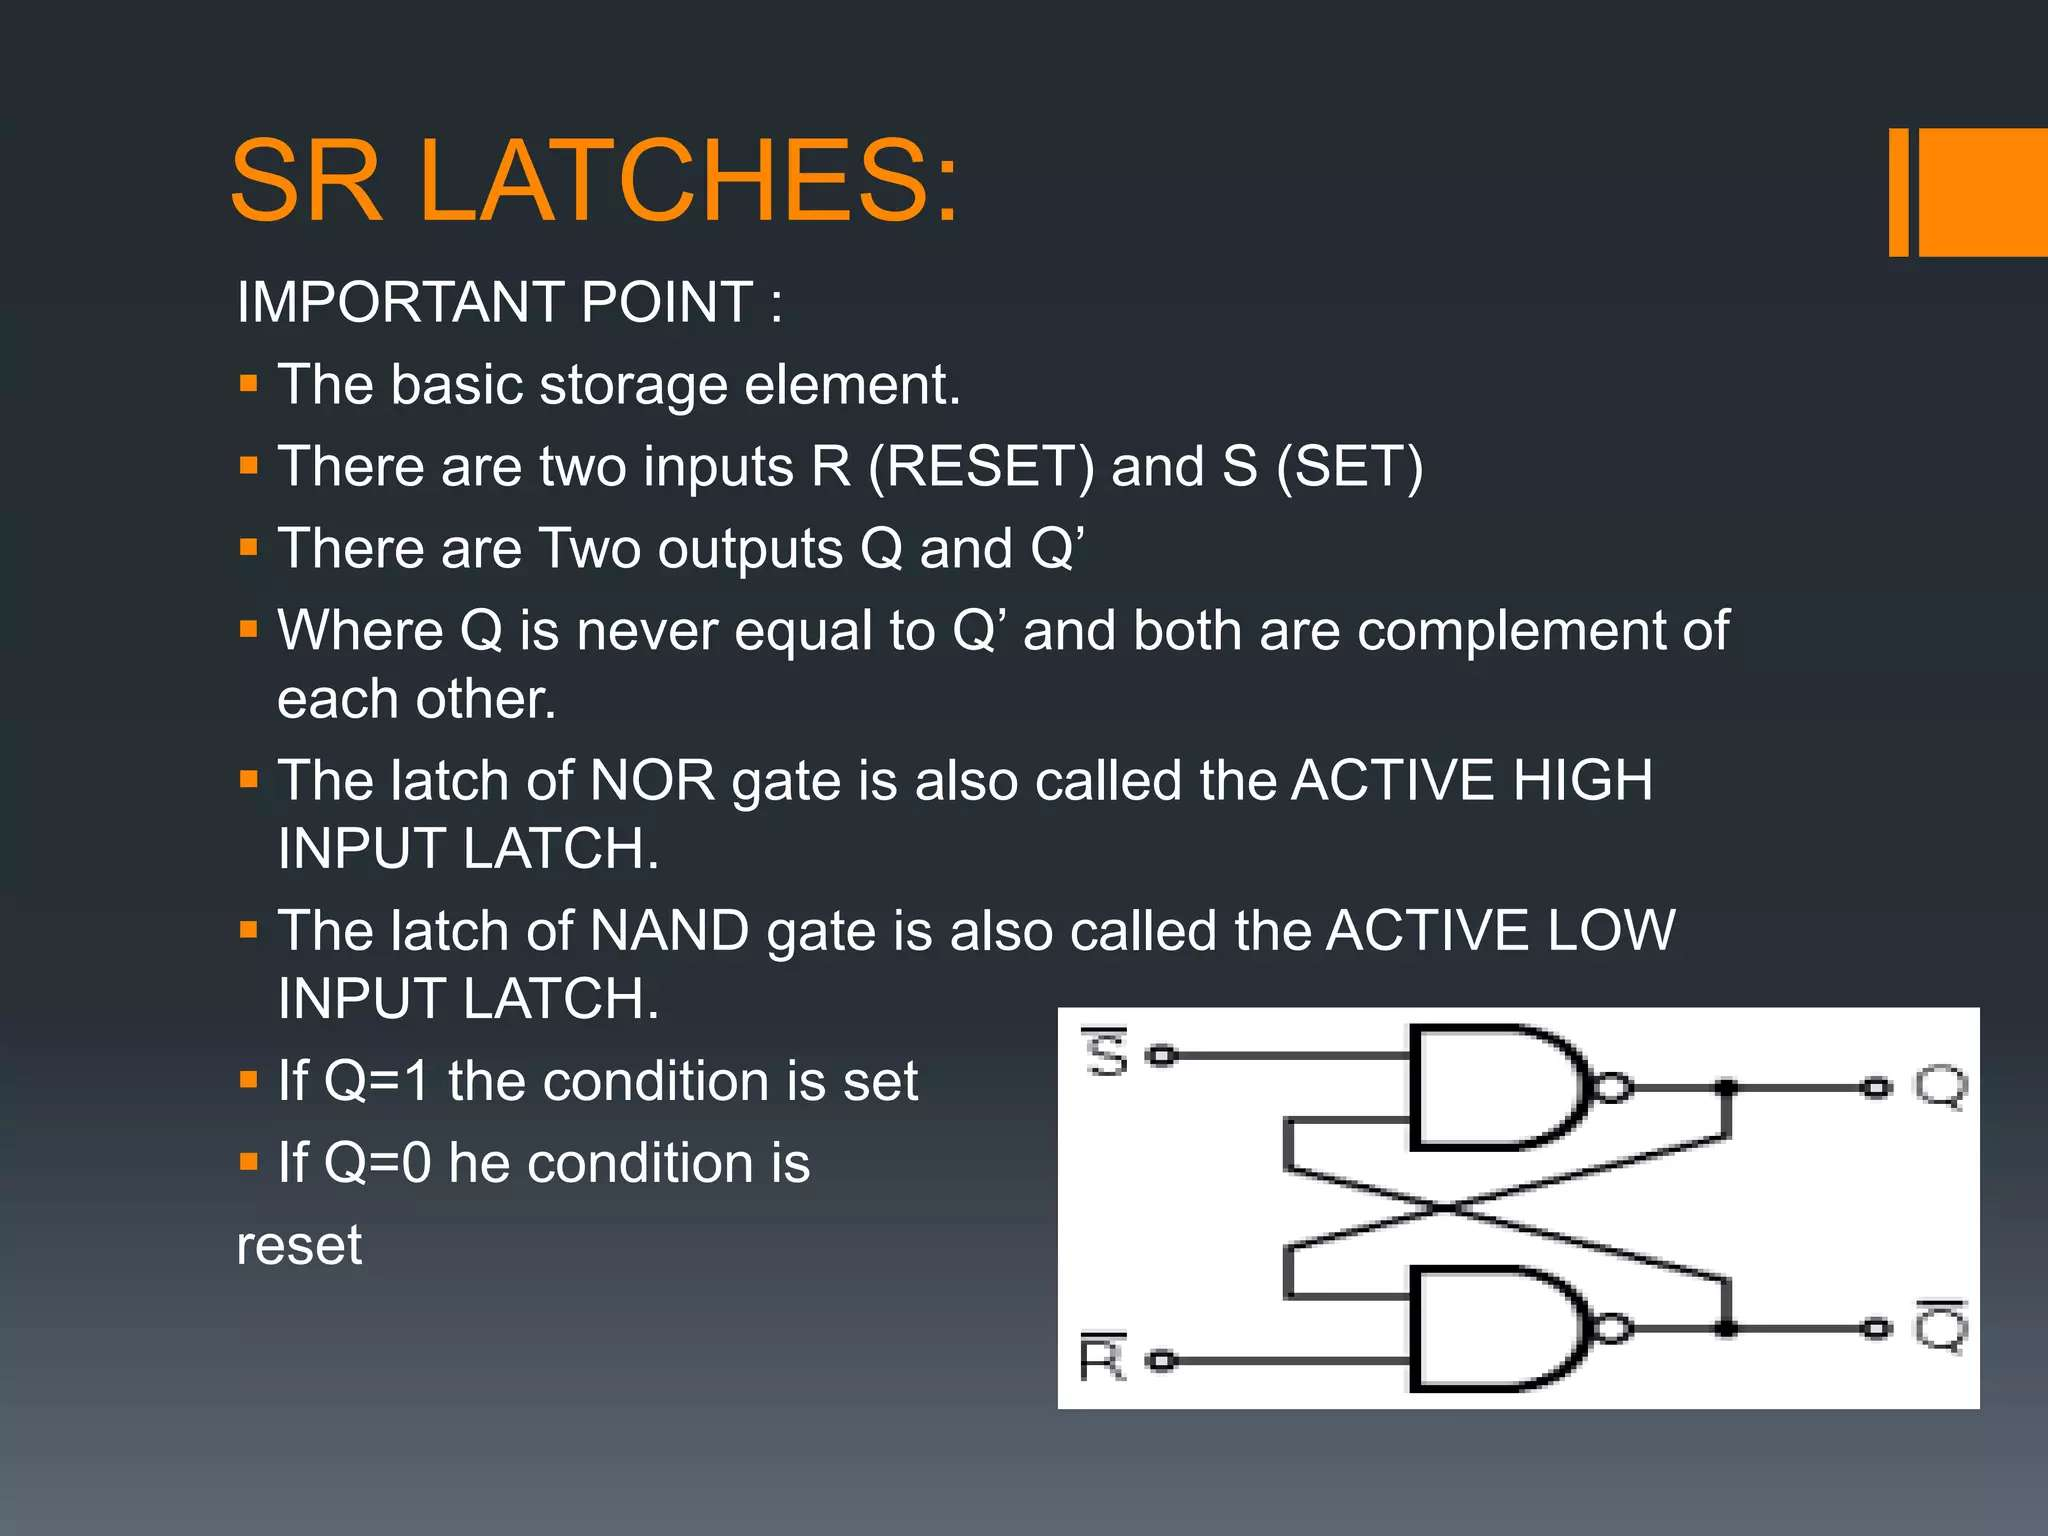 SR LATCHES:
IMPORTANT POINT :
▪ The basic storage element.
▪ There are two inputs R (RESET) and S (SET)
▪ There are Two outputs Q and Q’
▪ Where Q is never equal to Q’ and both are complement of
each other.
▪ The latch of NOR gate is also called the ACTIVE HIGH
INPUT LATCH.
▪ The latch of NAND gate is also called the ACTIVE LOW
INPUT LATCH.
▪ If Q=1 the condition is set
▪ If Q=0 he condition is
reset
S̅
Q
R̅
Q̅